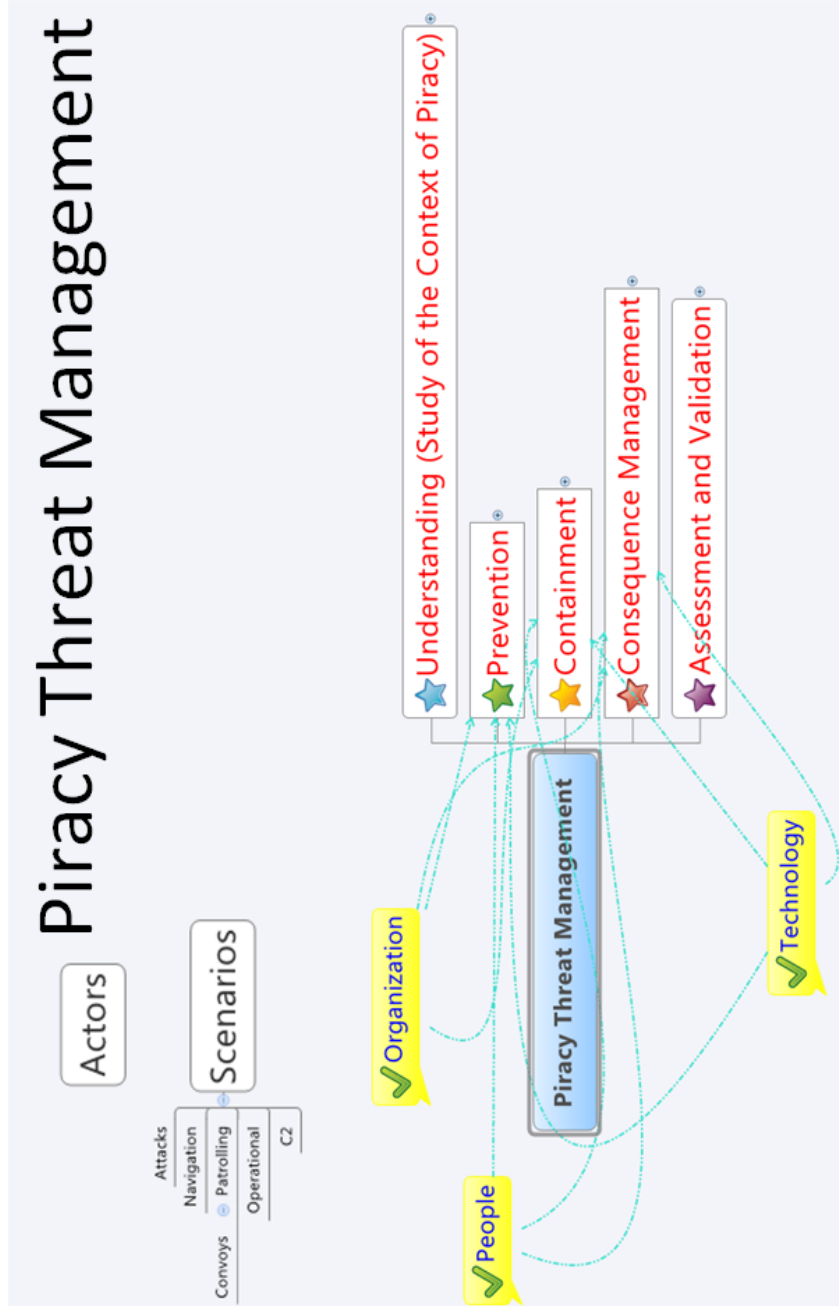 Piracy Threat Management
Actors
Scenarios
Attacks
Navigation
Patrolling
Convoys
Operational
C2
Organization
People
Technology
Piracy Threat Management
Understanding (Study of the Context of Piracy)
Prevention
Containment
Consequence Management
Assessment and Validation